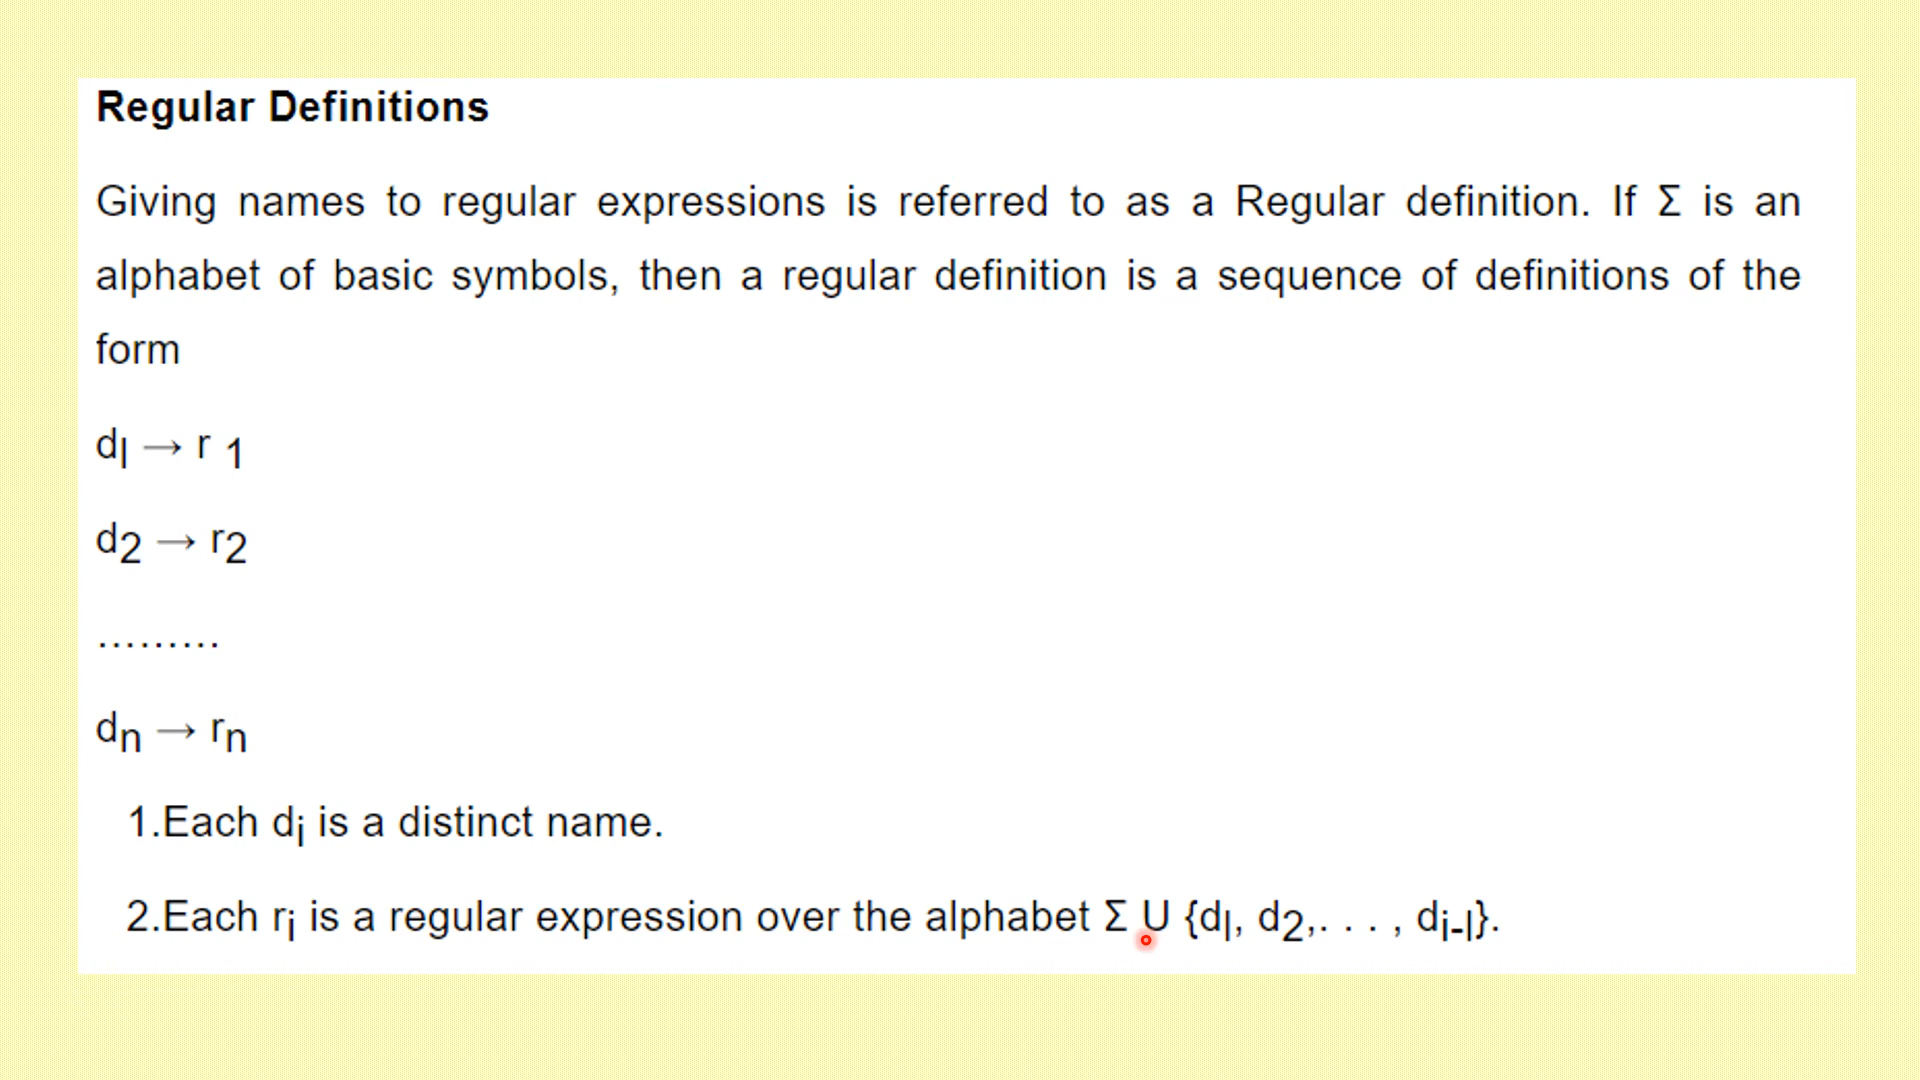 Regular Definitions
Giving names to regular expressions is referred to as a Regular definition. If Σ is an
alphabet of basic symbols, then a regular definition is a sequence of definitions of the
form
dl → r 1
d2 → r2
………
dn → rn
1.Each di is a distinct name.
2.Each ri is a regular expression over the alphabet Σ U {dl, d2,. . . , di-l}.